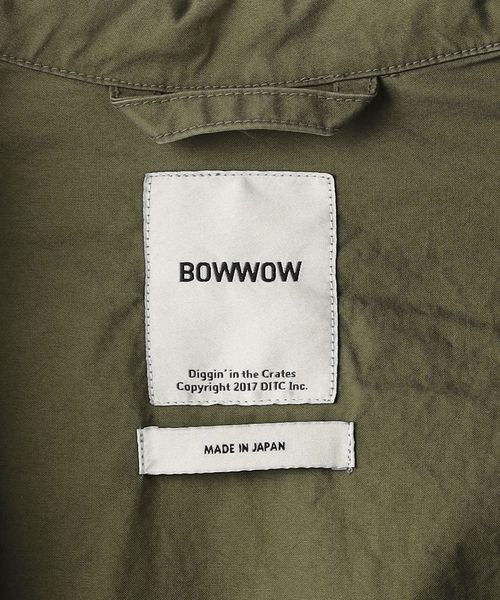 BOWWOW
Diggin' in the Crates
Copyright 2017 DITC Inc.
MADE IN JAPAN